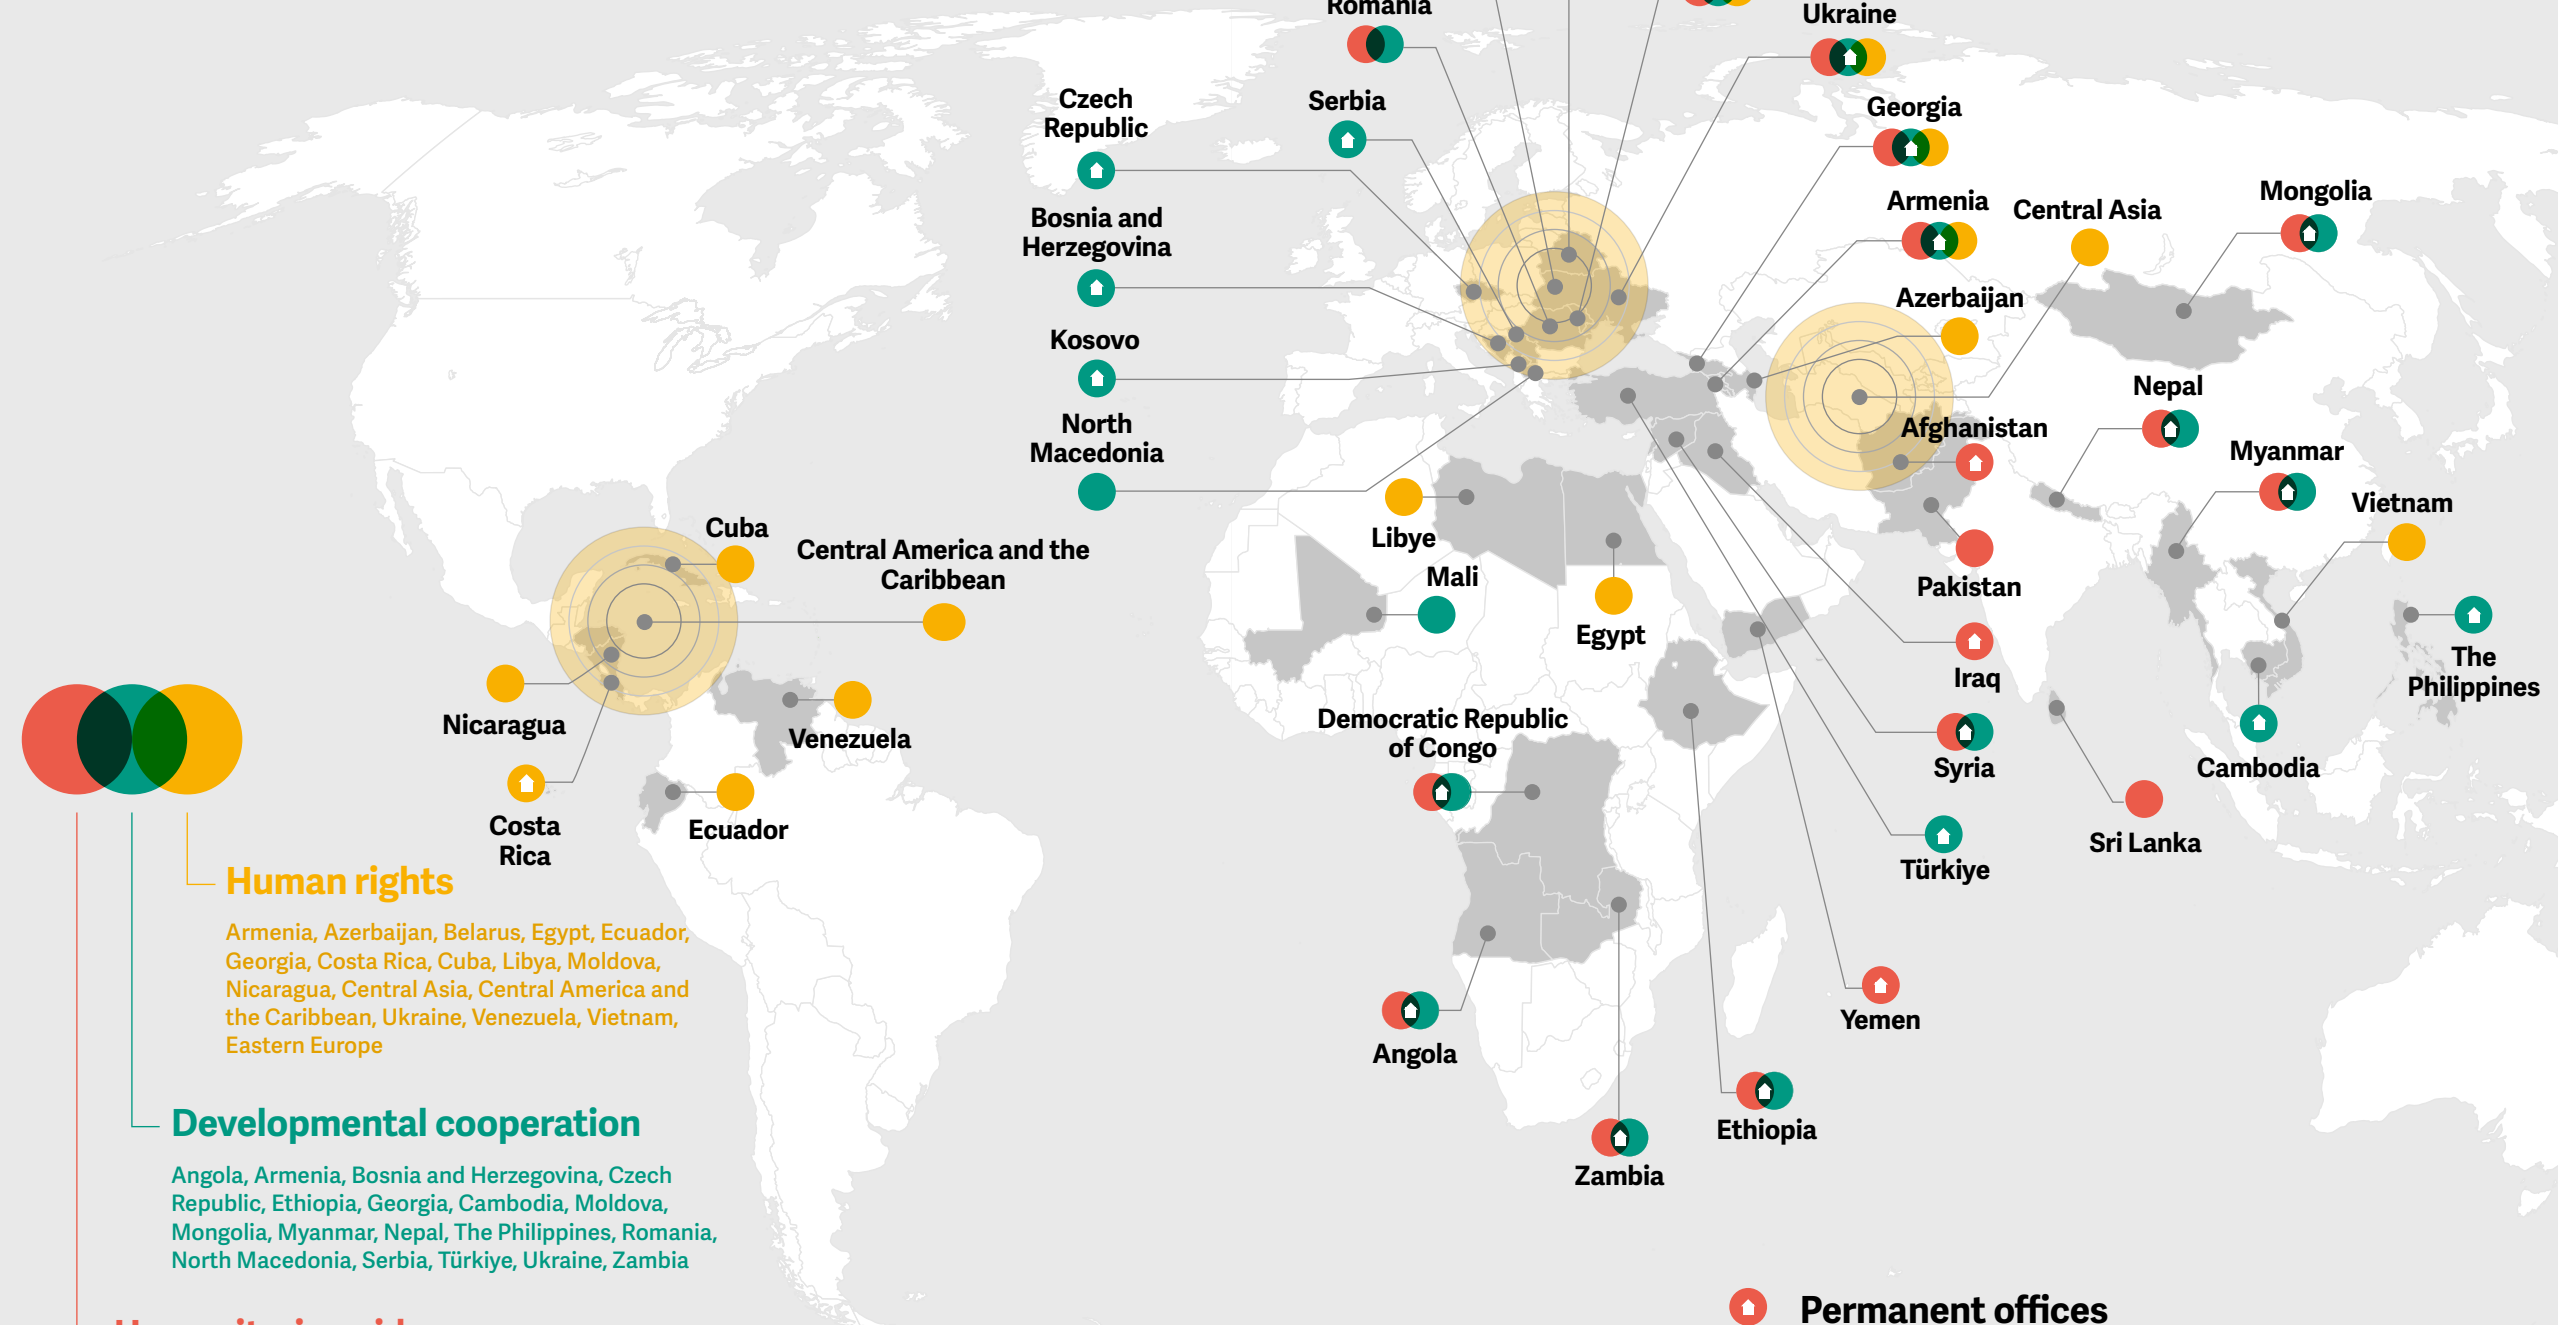 Romania
Ukraine
Czech
Republic
Serbia
Georgia
Bosnia and
Herzegovina
Armenia
Central Asia
Mongolia
Azerbaijan
Kosovo
Nepal
North
Macedonia
Afghanistan
Myanmar
Vietnam
Cuba
Central America and the
Caribbean
Libye
Mali
Pakistan
Egypt
Iraq
The
Philippines
Nicaragua
Venezuela
Democratic Republic
of Congo
Syria
Cambodia
Costa
Rica
Ecuador
Türkiye
Sri Lanka
Yemen
Angola
Ethiopia
Zambia
Human rights
Armenia, Azerbaijan, Belarus, Egypt, Ecuador,
Georgia, Costa Rica, Cuba, Libya, Moldova,
Nicaragua, Central Asia, Central America and
the Caribbean, Ukraine, Venezuela, Vietnam,
Eastern Europe
Developmental cooperation
Angola, Armenia, Bosnia and Herzegovina, Czech
Republic, Ethiopia, Georgia, Cambodia, Moldova,
Mongolia, Myanmar, Nepal, The Philippines, Romania,
North Macedonia, Serbia, Türkiye, Ukraine, Zambia
Permanent offices